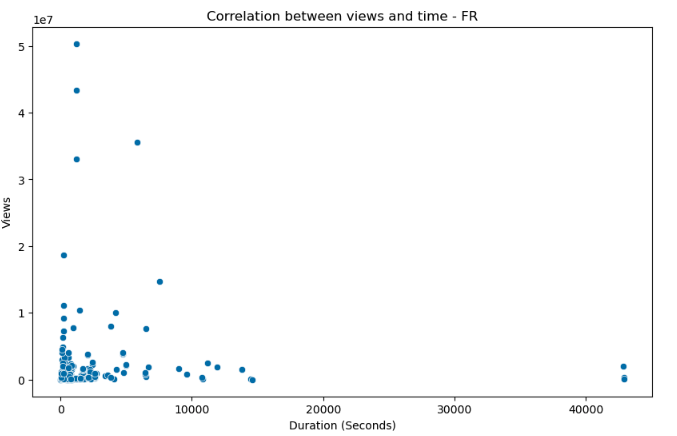 Correlation between views and time - FR
1e7
5
4
3
2
1
0
Views
0 10000 20000 30000 40000
Duration (Seconds)